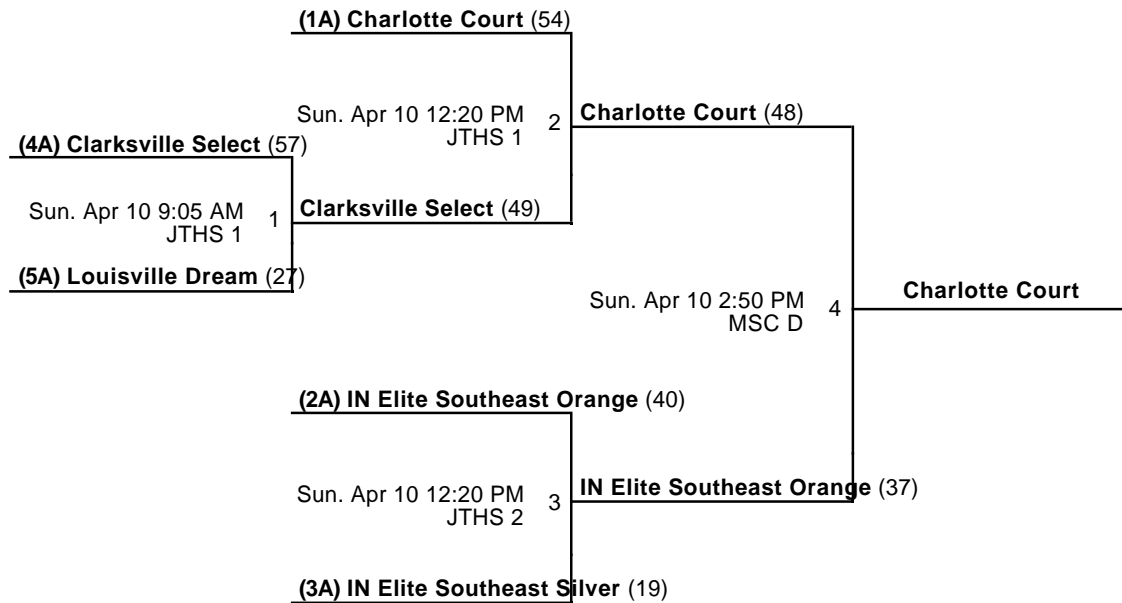 (1A) Charlotte Court (54)
Sun. Apr 10 12:20 PM
JTHS 1
2
Charlotte Court (48)
(4A) Clarksville Select (57)
Sun. Apr 10 9:05 AM
JTHS 1
1
Clarksville Select (49)
(5A) Louisville Dream (27)
Sun. Apr 10 2:50 PM
MSC D
4
Charlotte Court
(2A) IN Elite Southeast Orange (40)
Sun. Apr 10 12:20 PM
JTHS 2
3
IN Elite Southeast Orange (37)
(3A) IN Elite Southeast Silver (19)